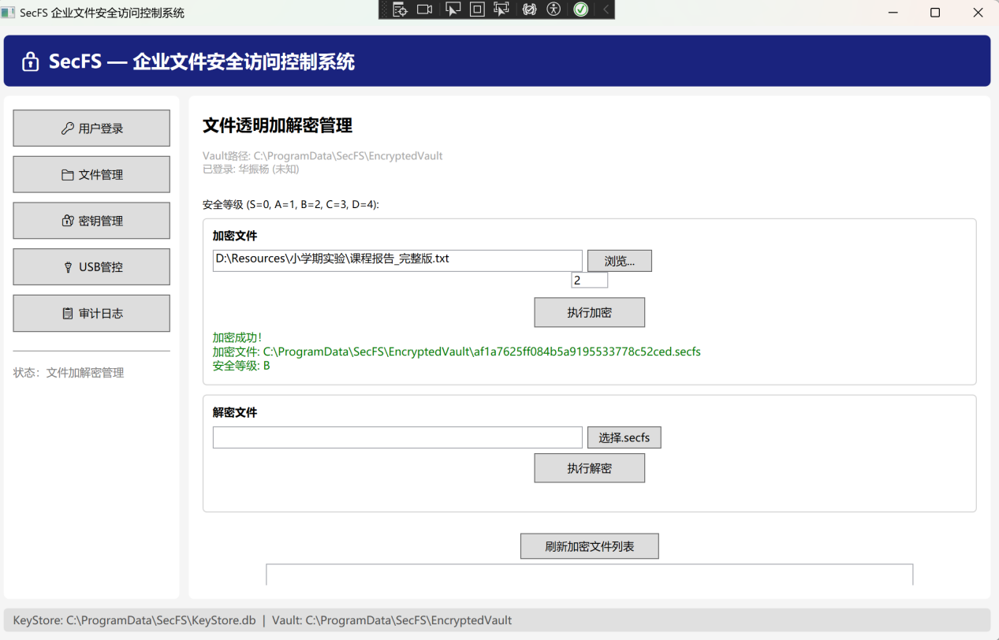 SecFS 企业文件安全访问控制系统
SecFS — 企业文件安全访问控制系统
用户登录
文件管理
密钥管理
USB管控
审计日志
状态：文件加解密管理
文件透明加解密管理
Vault路径: C:\ProgramData\SecFS\EncryptedVault
已登录: 华振杨 (未知)
安全等级 (S=0, A=1, B=2, C=3, D=4):
加密文件
D:\Resources\小学期实验\课程报告_完整版.txt
浏览...
2
执行加密
加密成功！
加密文件: C:\ProgramData\SecFS\EncryptedVault\af1a7625ff084b5a9195533778c52ced.secfs
安全等级: B
解密文件
选择.secfs
执行解密
刷新加密文件列表
KeyStore: C:\ProgramData\SecFS\KeyStore.db | Vault: C:\ProgramData\SecFS\EncryptedVault